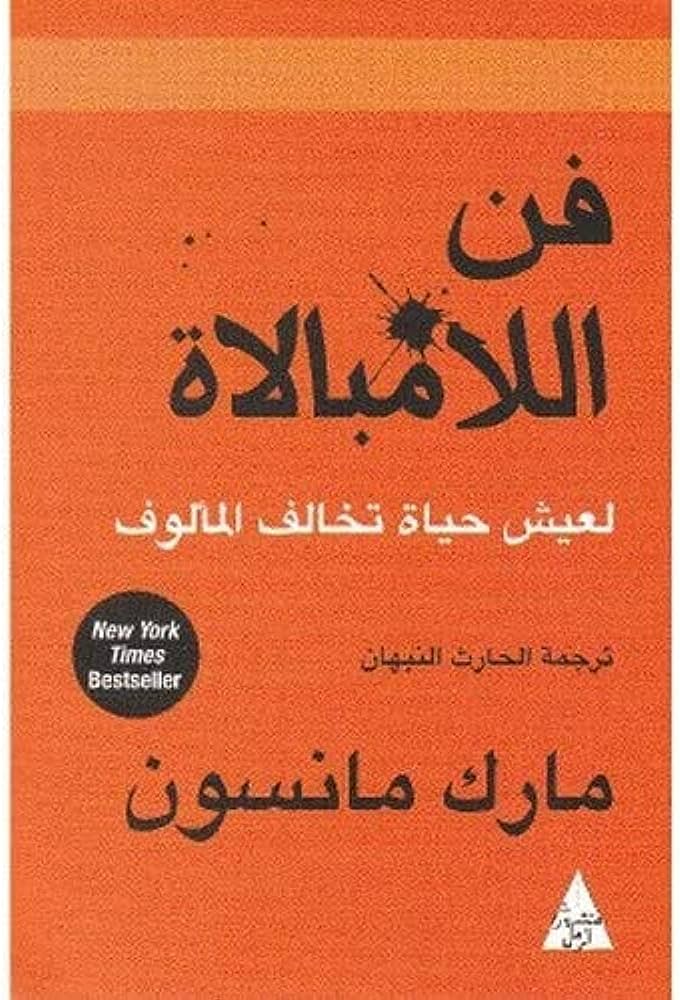 فن
اللامبالاة
لعيش حياة تخالف المألوف
ترجمة الحارث النبهان
New York
Times
Bestseller
مارك مانسون